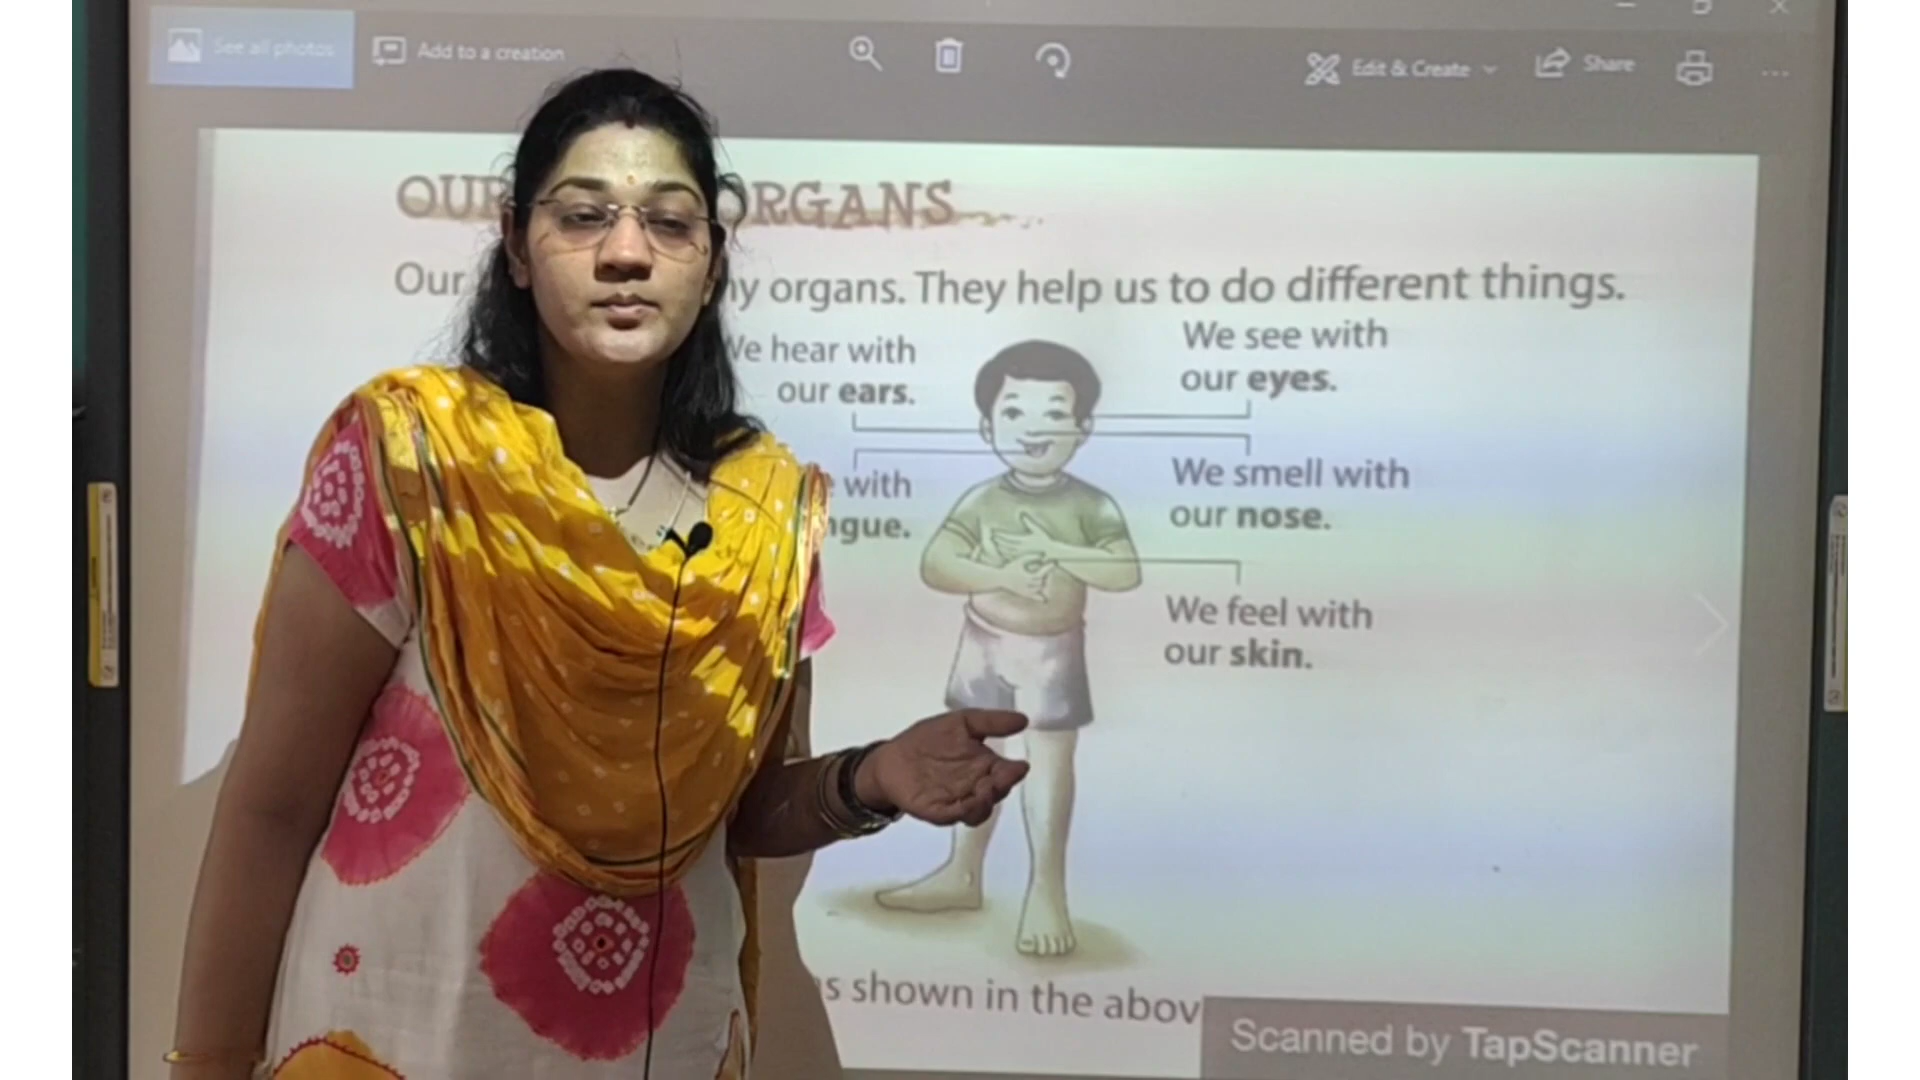 See all photos Add to a creation Edit & Create Share
OUR ORGANS
Our organs. They help us to do different things.
We hear with
our ears.
We see with
our eyes.
with
We smell with
our nose.
We feel with
our skin.
shown in the
Scanned by TapScanner